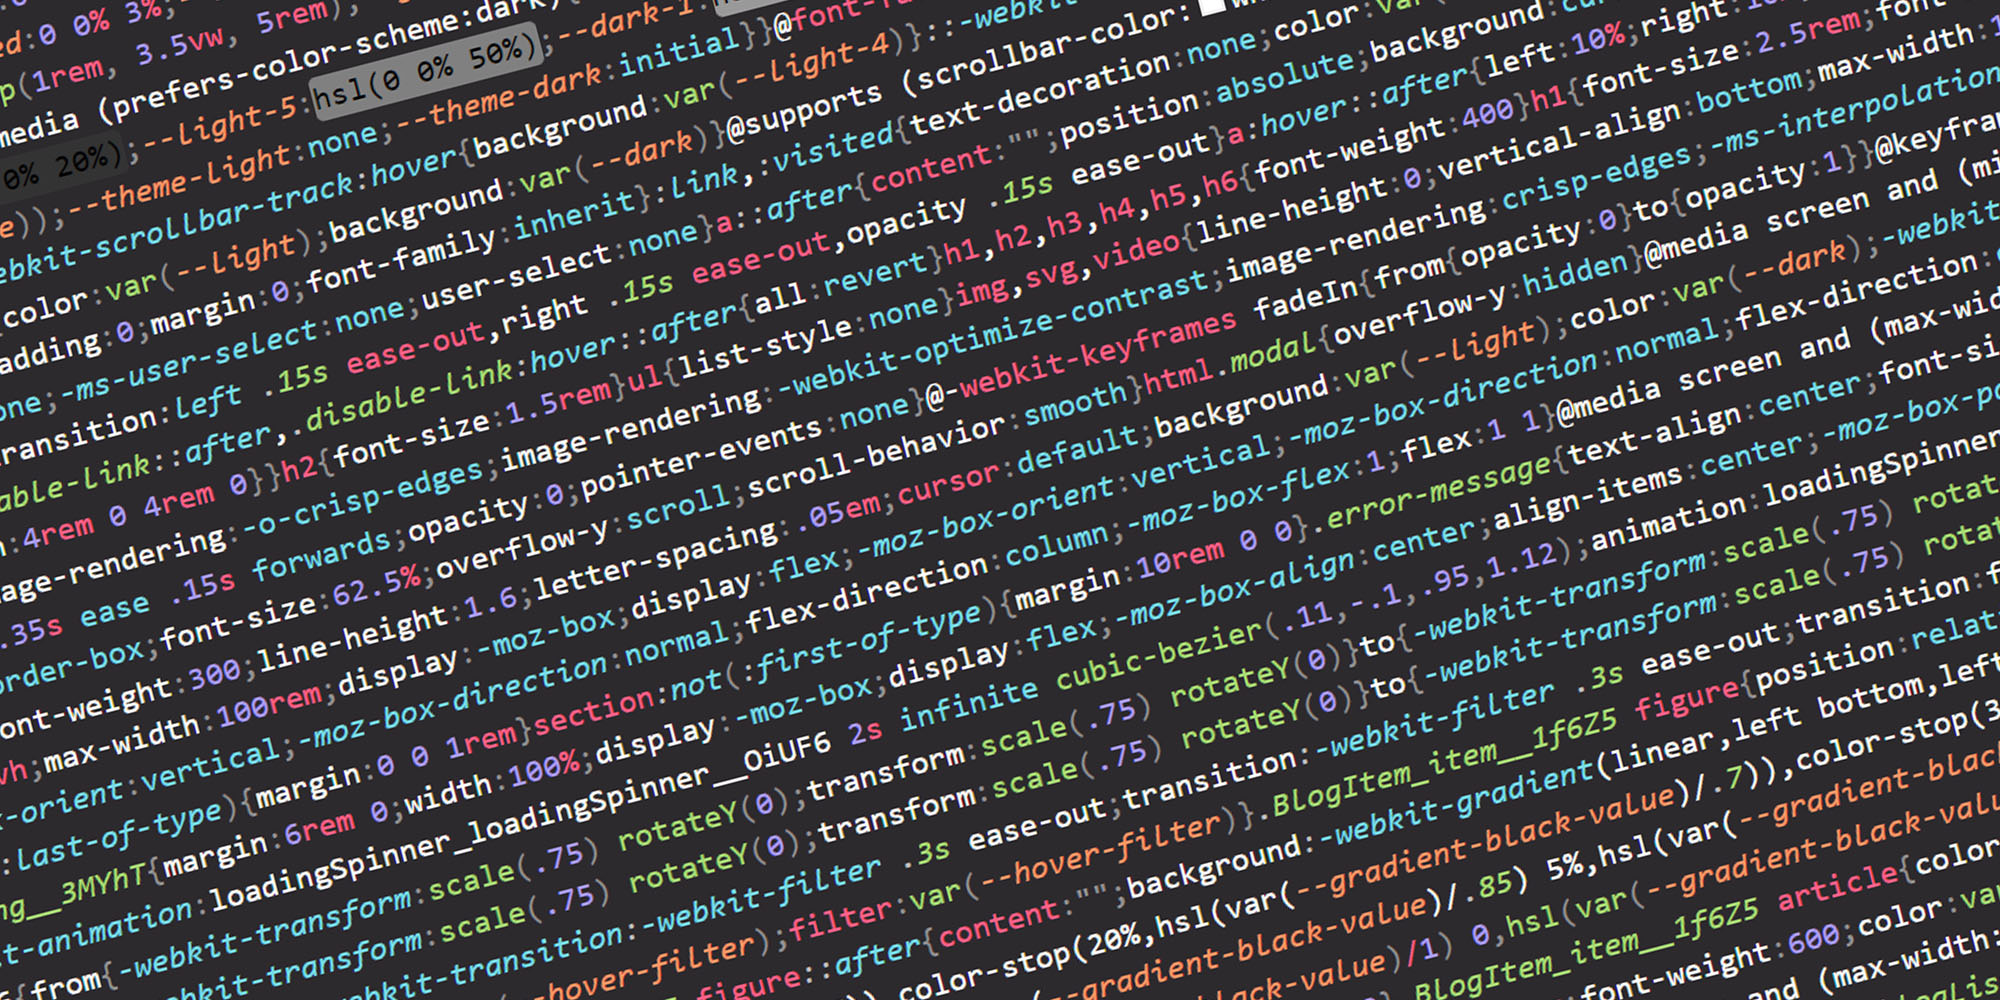 ed:0 0% 3%;
p(1rem, 3.5vw, 5rem);
media (prefers-color-scheme:dark){
0% 20%);--light-5:hsl(0 0% 50%);--dark-1:
e));--theme-light:none;--theme-dark:initial}}@font-fa
ebkit-scrollbar-track:hover{background:var(--light-4)}::-webkit
color:var(--light);background:var(--dark)}@supports (scrollbar-color:
adding:0;margin:0;font-family:inherit}:link,:visited{text-decoration:none;color:var(
one;-ms-user-select:none;user-select:none}a::after{content:"";position:absolute;background:cur
ransition:left .15s ease-out,right .15s ease-out,opacity .15s ease-out}a:hover::after{left:10%;right:10
able-link::after,.disable-link:hover::after{all:revert}h1,h2,h3,h4,h5,h6{font-weight:400}h1{font-size:2.5rem;font
n:4rem 0 4rem 0}}h2{font-size:1.5rem}ul{list-style:none}img,svg,video{line-height:0;vertical-align:bottom;max-width:1
age-rendering:-o-crisp-edges;image-rendering:-webkit-optimize-contrast;image-rendering:crisp-edges;-ms-interpolation
.35s ease .15s forwards;opacity:0;pointer-events:none}@-webkit-keyframes fadeIn{from{opacity:0}to{opacity:1}}@keyfra
order-box;font-size:62.5%;overflow-y:scroll;scroll-behavior:smooth}html.modal{overflow-y:hidden}@media screen and (mi
ont-weight:300;line-height:1.6;letter-spacing:.05em;cursor:default;background:var(--light);color:var(--dark);-webkit
vh;max-width:100rem;display:-moz-box;display:flex;-moz-box-orient:vertical;-moz-box-direction:normal;flex-direction:
x-orient:vertical;-moz-box-direction:normal;flex-direction:column;-moz-box-flex:1;flex:1 1}@media screen and (max-wid
:last-of-type){margin:0 0 1rem}section:not(:first-of-type){margin:10rem 0 0}.error-message{text-align:center;font-si
ng__3MYhT{margin:6rem 0;width:100%;display:-moz-box;display:flex;-moz-box-align:center;align-items:center;-moz-box-po
t-animation:loadingSpinner_loadingSpinner__OiUF6 2s infinite cubic-bezier(.11,-.1,.95,1.12);animation:loadingSpinner
{from{-webkit-transform:scale(.75) rotateY(0);transform:scale(.75) rotateY(0)}to{-webkit-transform:scale(.75) rotat
ebkit-transform:scale(.75) rotateY(0);transform:scale(.75) rotateY(0)}to{-webkit-transform:scale(.75) rotat
ebkit-transition:-webkit-filter .3s ease-out;transition:-webkit-filter .3s ease-out;transition:f
(--hover-filter);filter:var(--hover-filter)}.BlogItem_item__1f6Z5 figure{position:relat
figure::after{content:"";background:-webkit-gradient(linear,left bottom,left
color-stop(20%,hsl(var(--gradient-black-value)/.7)),color-stop(3
(--gradient-black-value)/.85) 5%,hsl(var(--gradient-blac
lack-value)/1) 0,hsl(var(--gradient-black-valu
BlogItem_item__1f6Z5 article{color
font-weight:600;color:va
and (max-width: